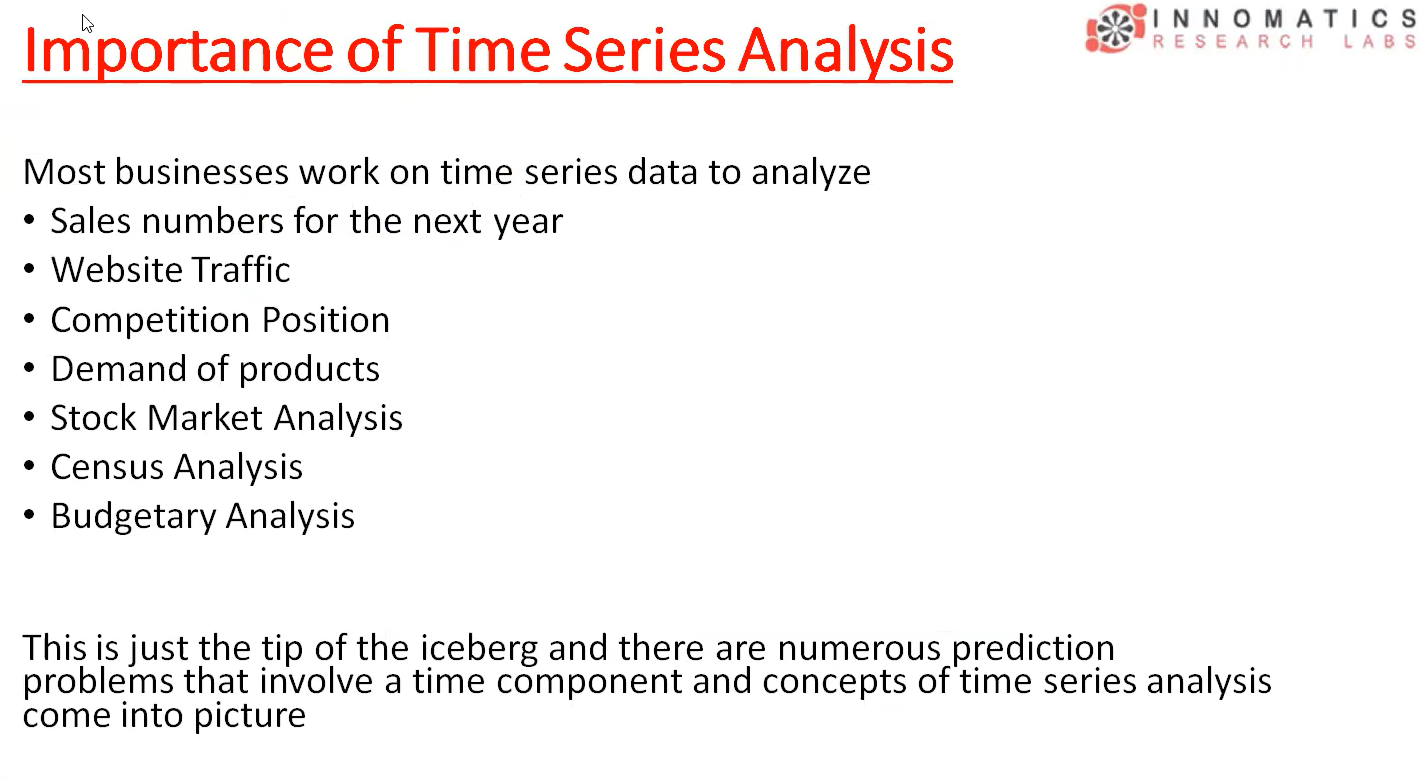 Importance of Time Series Analysis
INNOMATICS
RESEARCH LABS
Most businesses work on time series data to analyze
• Sales numbers for the next year
• Website Traffic
• Competition Position
• Demand of products
• Stock Market Analysis
• Census Analysis
• Budgetary Analysis
This is just the tip of the iceberg and there are numerous prediction
problems that involve a time component and concepts of time series analysis
come into picture